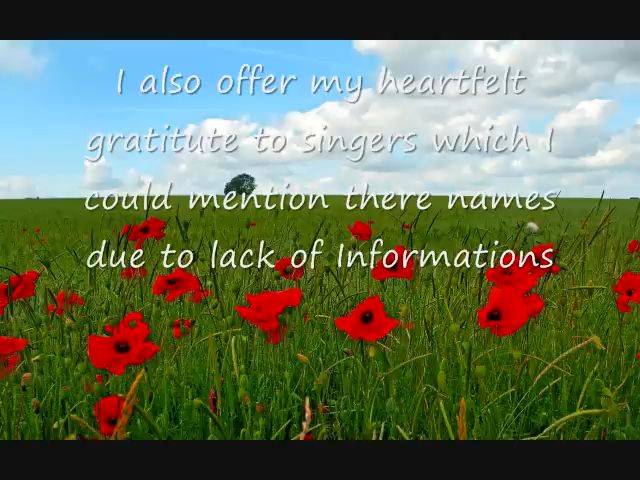 I also offer my heartfelt
gratitute to singers which I
could mention there names
due to lack of Informations